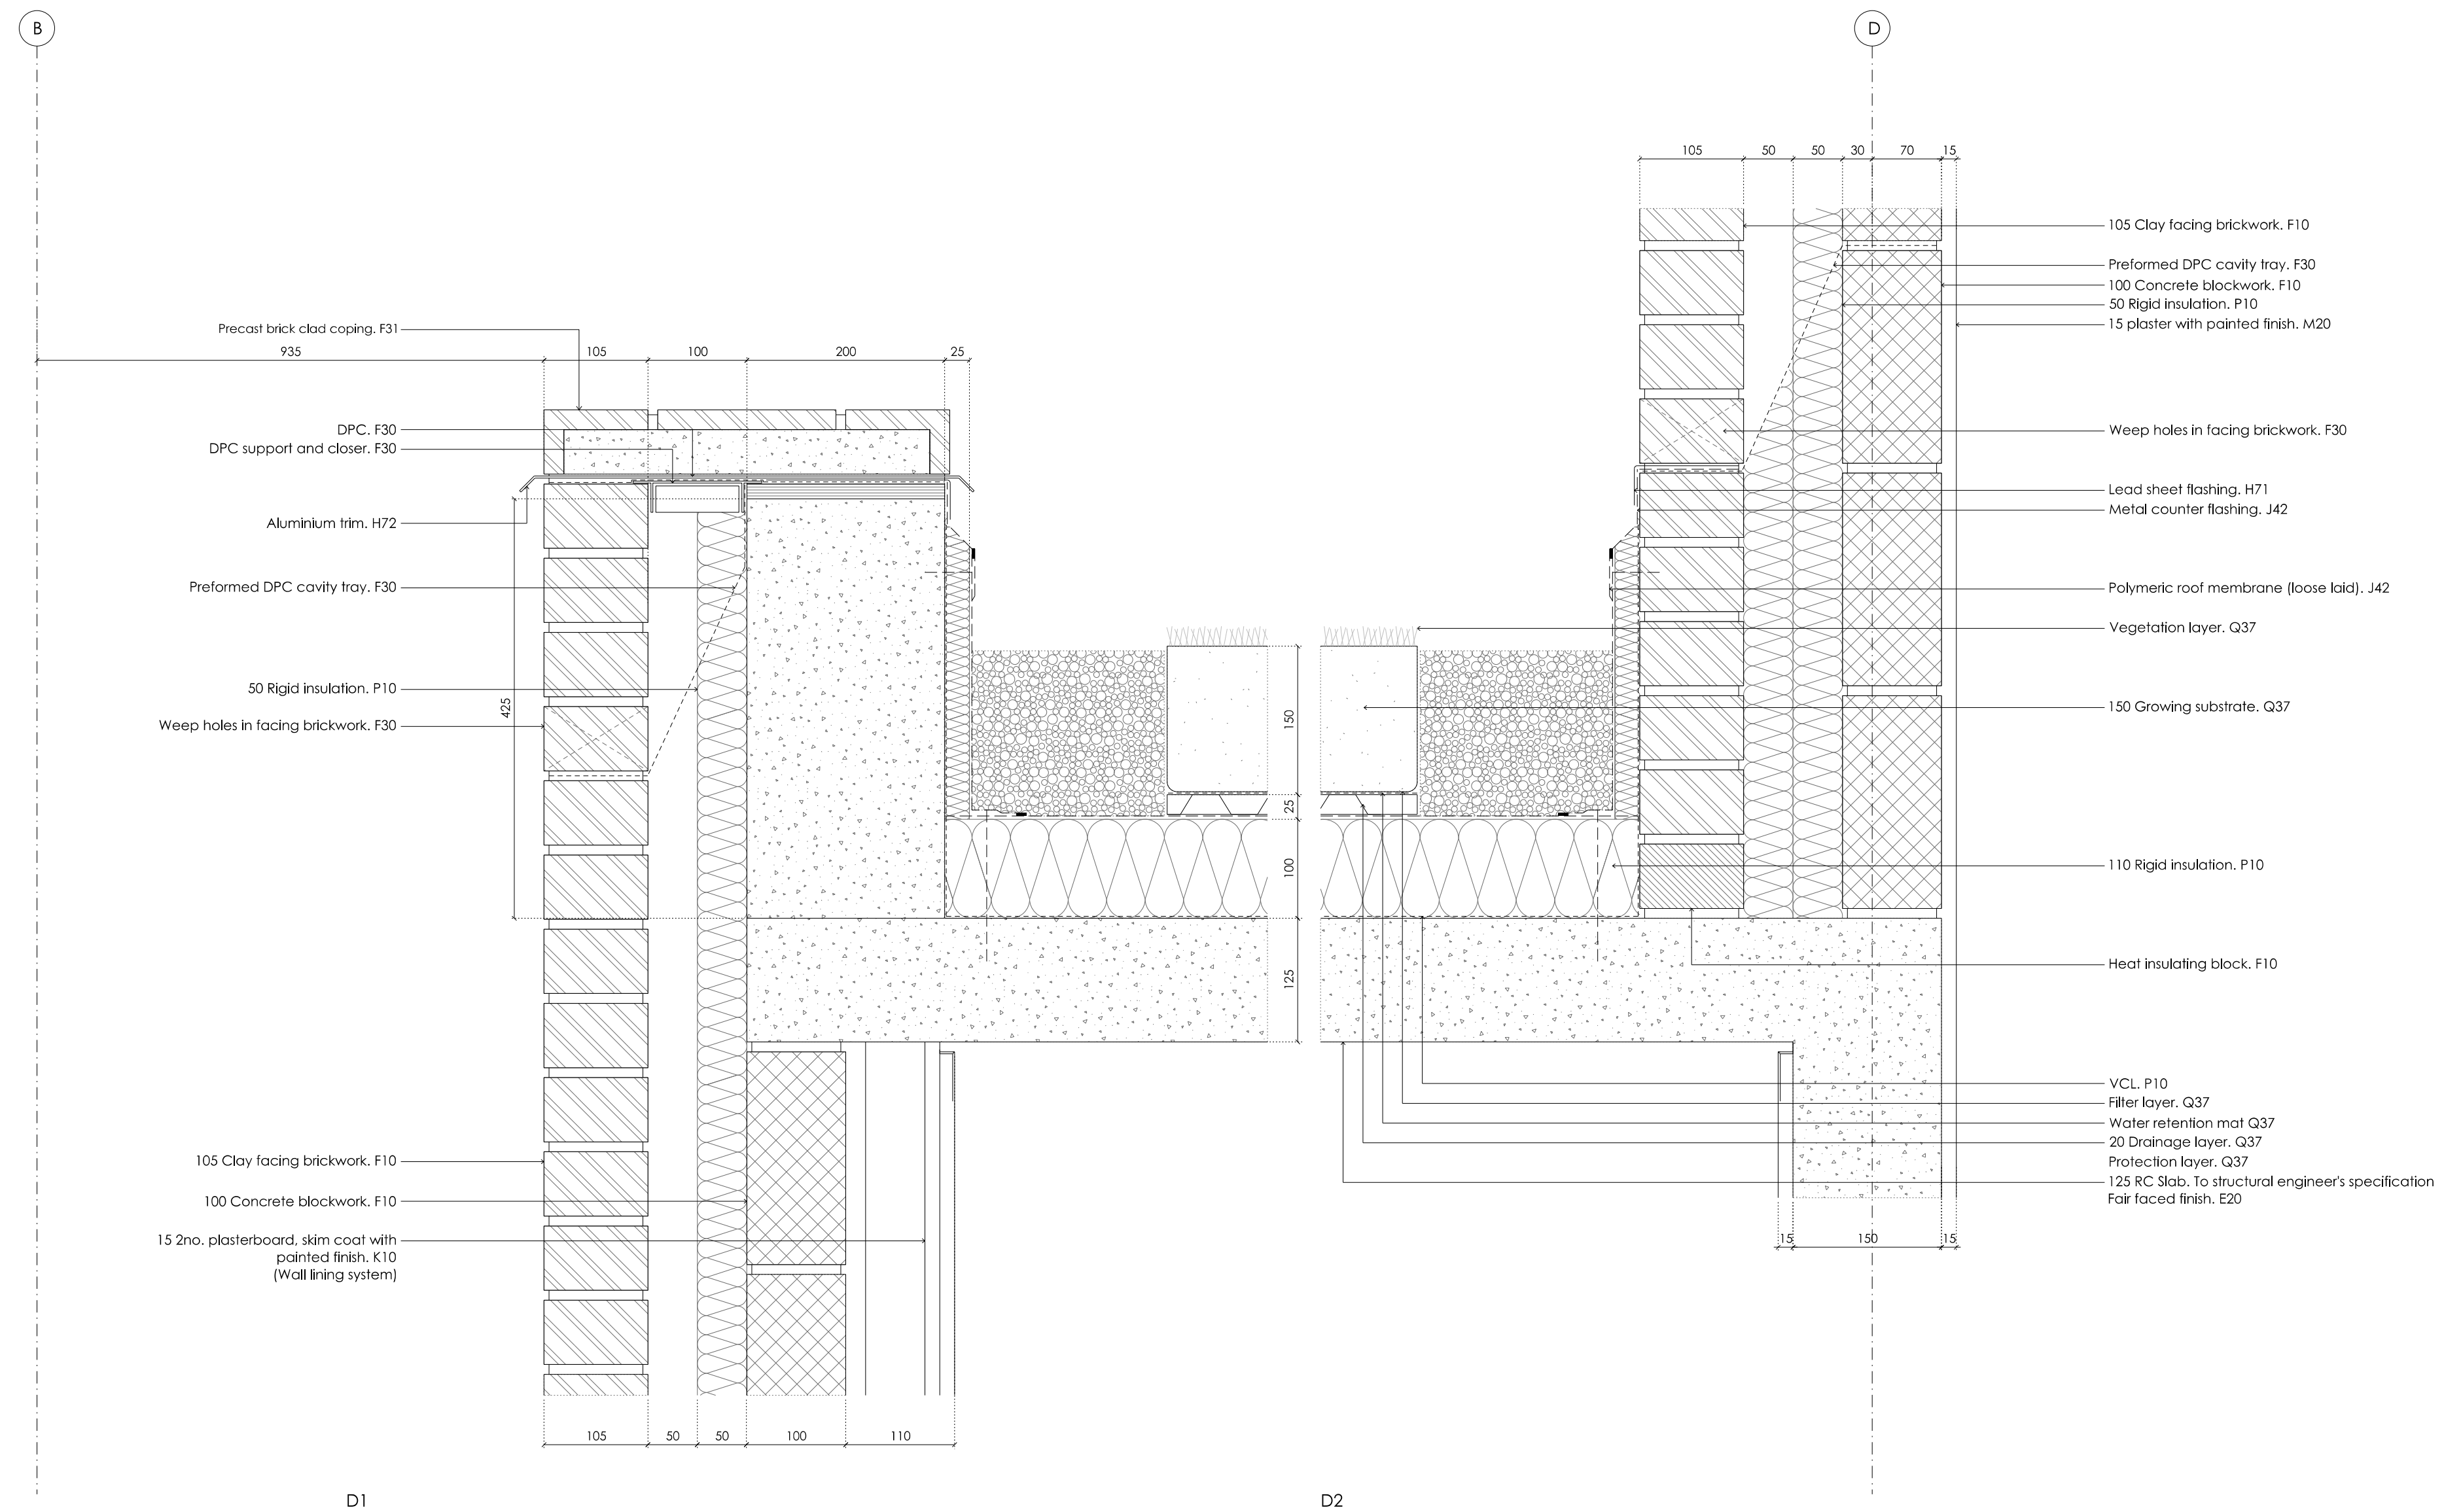 B
D
105 50 50 30 70 15
105 Clay facing brickwork. F10
Preformed DPC cavity tray. F30
100 Concrete blockwork. F10
50 Rigid insulation. P10
15 plaster with painted finish. M20
Precast brick clad coping. F31
935 105 100 200 25
DPC. F30
DPC support and closer. F30
Weep holes in facing brickwork. F30
Lead sheet flashing. H71
Metal counter flashing. J42
Aluminium trim. H72
Preformed DPC cavity tray. F30
Polymeric roof membrane (loose laid). J42
Vegetation layer. Q37
50 Rigid insulation. P10
425
150
150 Growing substrate. Q37
Weep holes in facing brickwork. F30
25
100
110 Rigid insulation. P10
125
Heat insulating block. F10
VCL. P10
Filter layer. Q37
Water retention mat Q37
20 Drainage layer. Q37
Protection layer. Q37
125 RC Slab. To structural engineer's specification
Fair faced finish. E20
105 Clay facing brickwork. F10
100 Concrete blockwork. F10
15 2no. plasterboard, skim coat with
painted finish. K10
(Wall lining system)
15 150 15
105 50 50 100 110
D1
D2